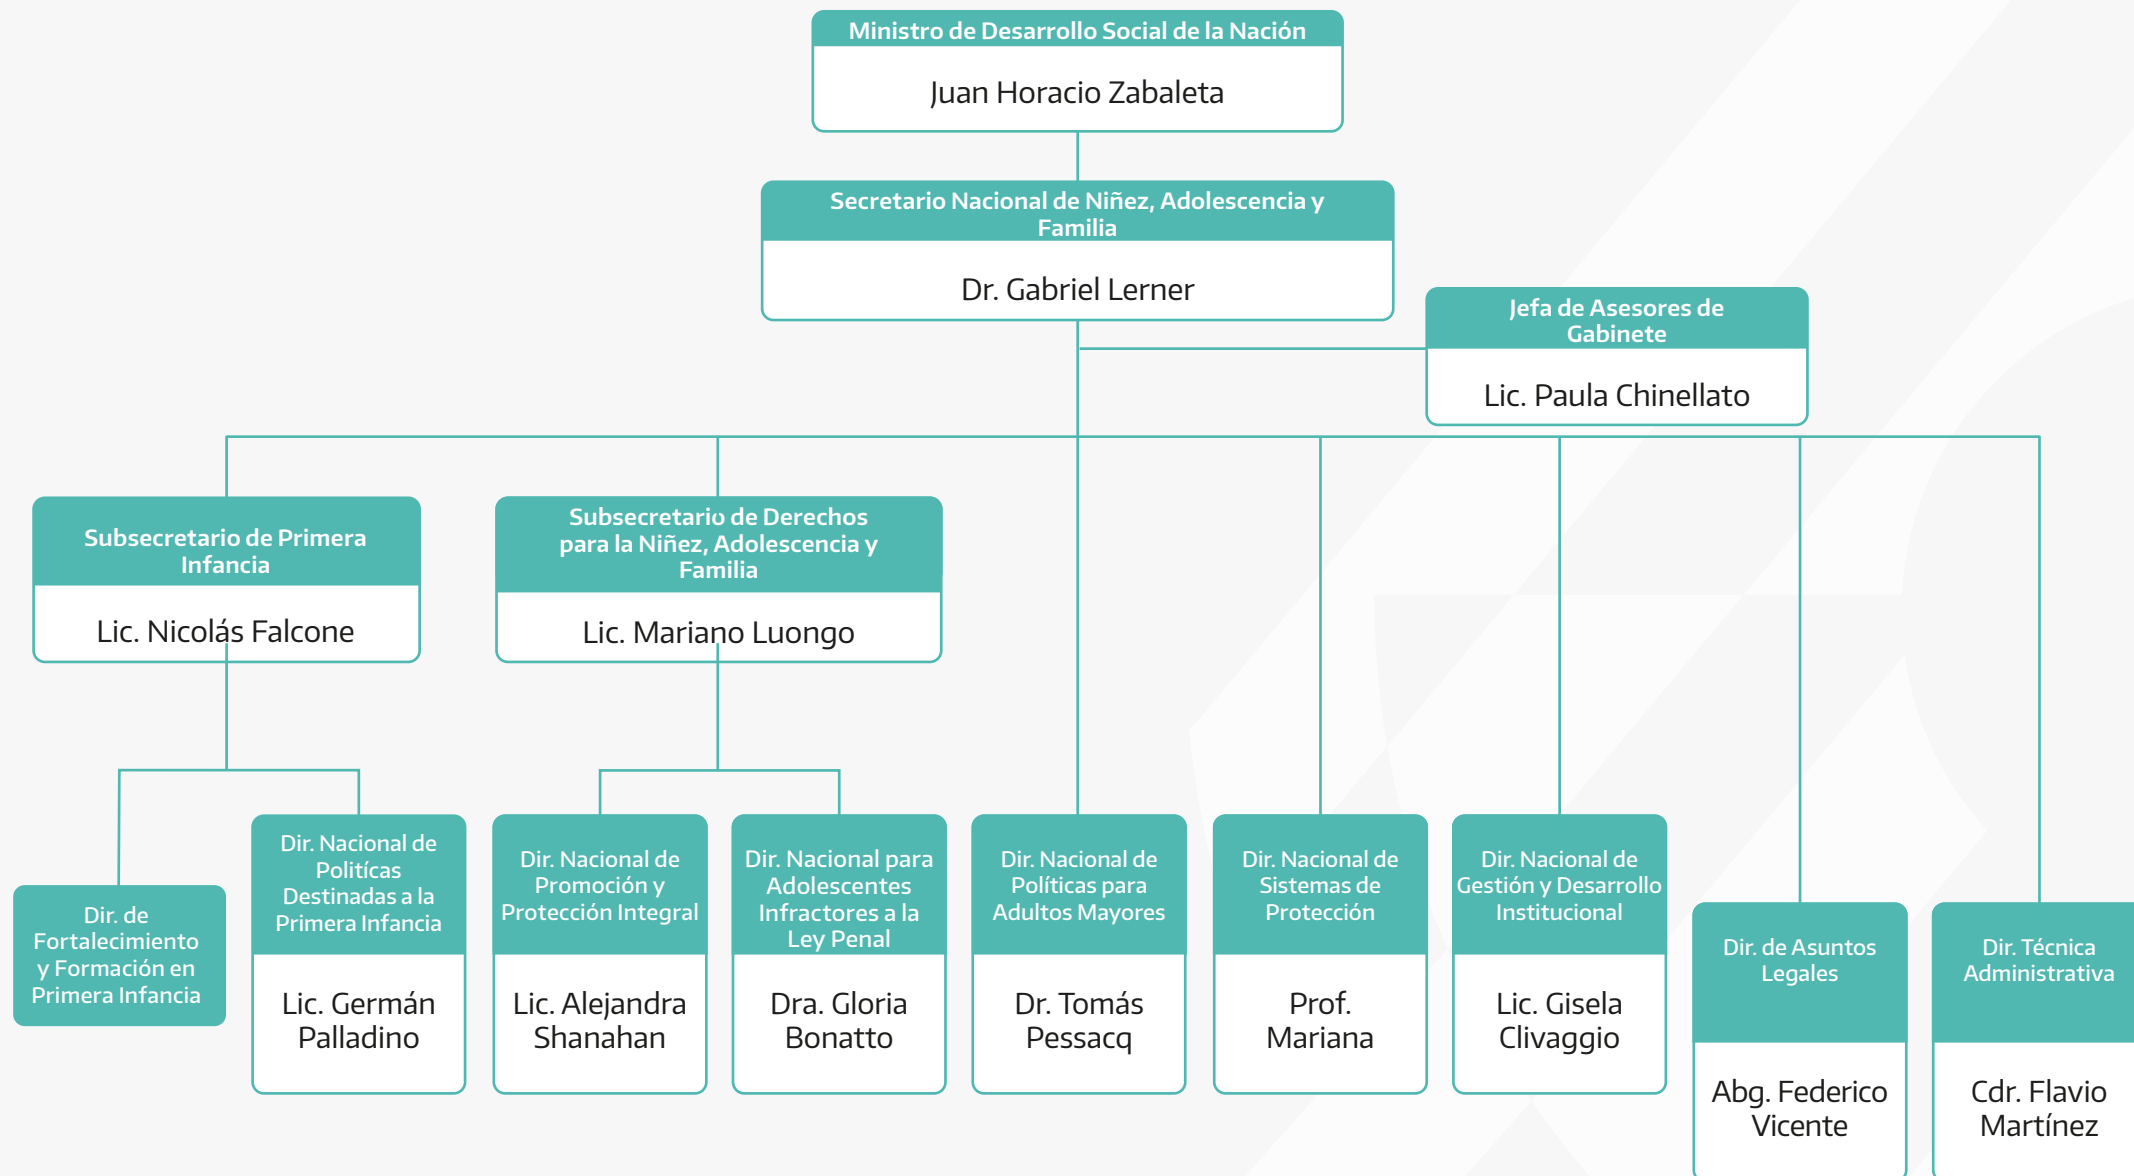 Ministro de Desarrollo Social de la Nación
Juan Horacio Zabaleta
Secretario Nacional de Niñez, Adolescencia y
Familia
Dr. Gabriel Lerner
Jefa de Asesores de
Gabinete
Lic. Paula Chinellato
Subsecretario de Primera
Infancia
Lic. Nicolás Falcone
Subsecretario de Derechos
para la Niñez, Adolescencia y
Familia
Lic. Mariano Luongo
Dir. de
Fortalecimiento
y Formación en
Primera Infancia
Dir. Nacional de
Politícas
Destinadas a la
Primera Infancia
Lic. Germán
Palladino
Dir. Nacional de
Promoción y
Protección Integral
Lic. Alejandra
Shanahan
Dir. Nacional para
Adolescentes
Infractores a la
Ley Penal
Dra. Gloria
Bonatto
Dir. Nacional de
Políticas para
Adultos Mayores
Dr. Tomás
Pessacq
Dir. Nacional de
Sistemas de
Protección
Prof.
Mariana
Dir. Nacional de
Gestión y Desarrollo
Institucional
Lic. Gisela
Clivaggio
Dir. de Asuntos
Legales
Abg. Federico
Vicente
Dir. Técnica
Administrativa
Cdr. Flavio
Martínez